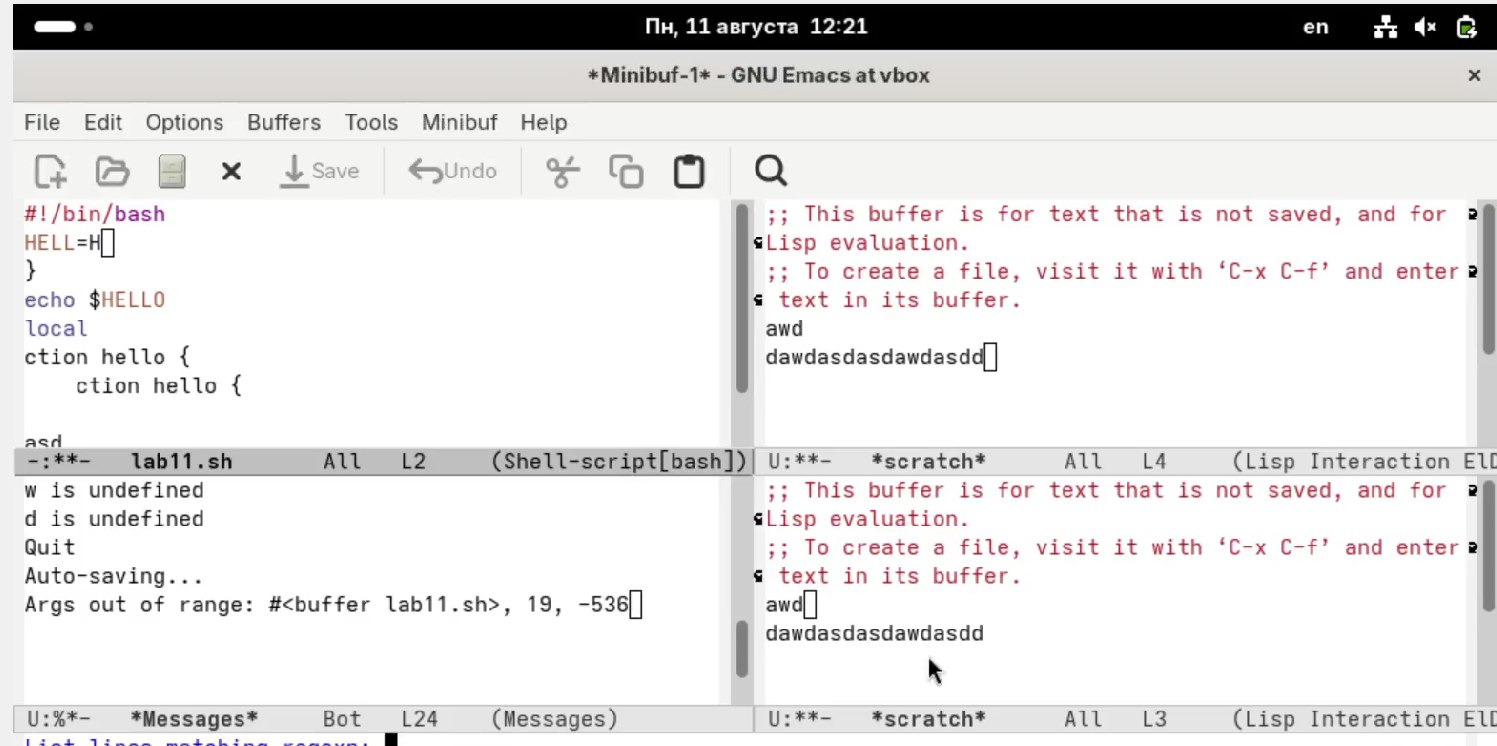 Пн, 11 августа 12:21
en
*Minibuf-1* - GNU Emacs at vbox
File Edit Options Buffers Tools Minibuf Help
Save Undo
#!/bin/bash
HELL=H
}
echo $HELLO
local
ction hello {
    ction hello {
asd
-:**- lab11.sh All L2 (Shell-script[bash])
;; This buffer is for text that is not saved, and for
Lisp evaluation.
;; To create a file, visit it with ‘C-x C-f’ and enter
 text in its buffer.
awd
dawdasdasdawdasdd
U:**- *scratch* All L4 (Lisp Interaction ElD
w is undefined
d is undefined
Quit
Auto-saving...
Args out of range: #<buffer lab11.sh>, 19, -536
U:%*- *Messages* Bot L24 (Messages)
;; This buffer is for text that is not saved, and for
Lisp evaluation.
;; To create a file, visit it with ‘C-x C-f’ and enter
 text in its buffer.
awd
dawdasdasdawdasdd
U:**- *scratch* All L3 (Lisp Interaction ElD
List lines matching regexp: